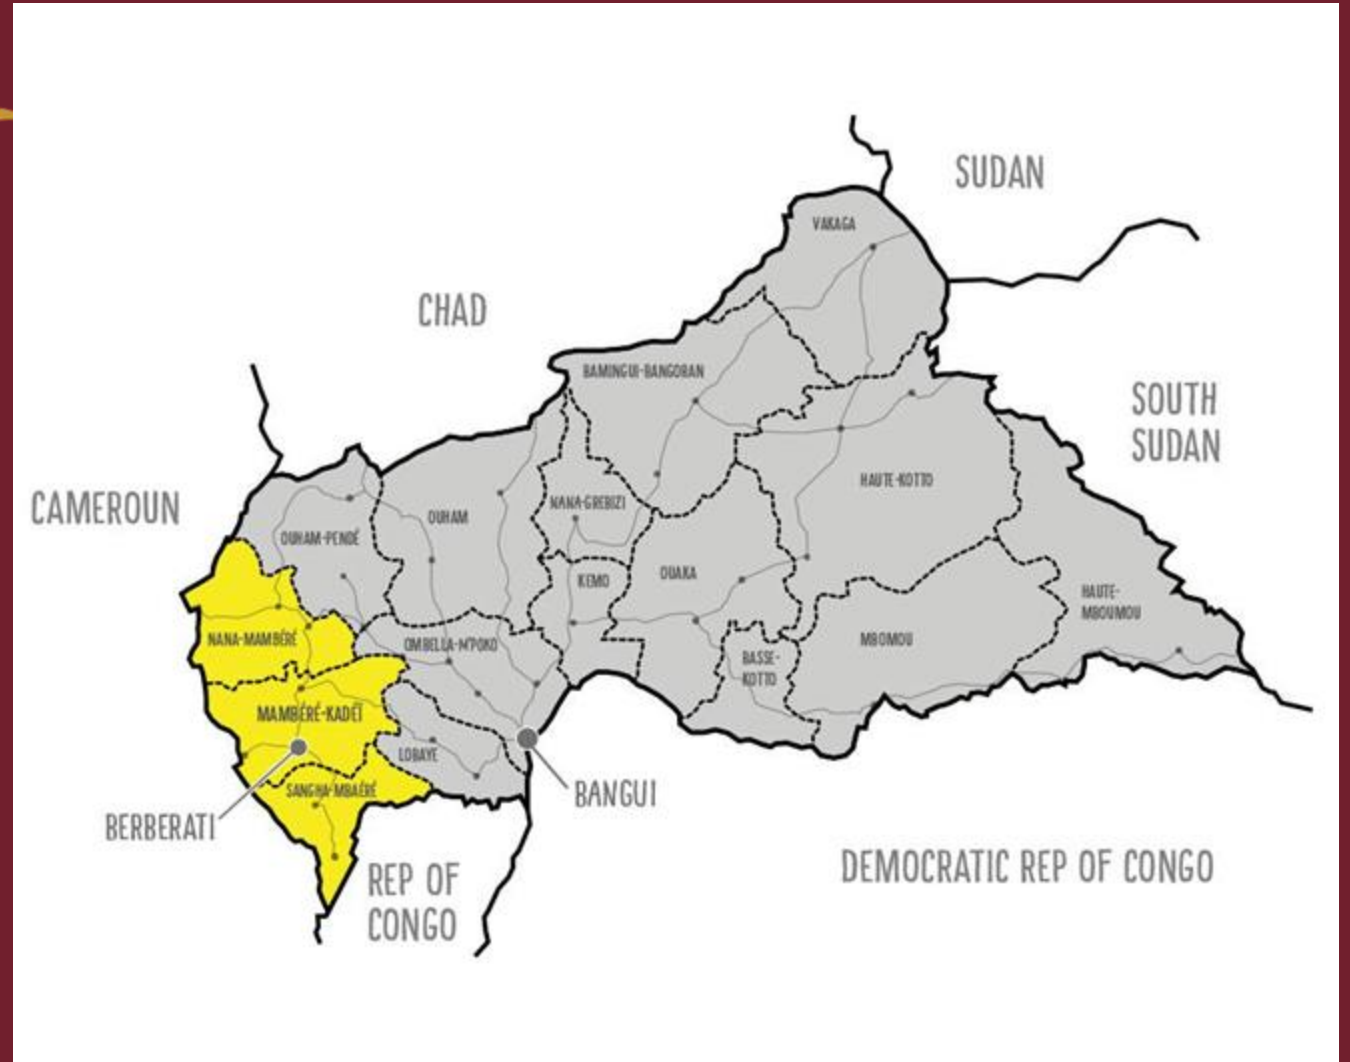 SUDAN
VAKAGA
CHAD
BAMINGUI-BANGORAN
SOUTH
SUDAN
HAUTE-KOTTO
CAMEROUN
NANA-GREBIZI
OUHAM
OUHAM-PENDÉ
OUAKA
KEMO
HAUTE-
MBOUMOU
NANA-MAMBÉRÉ
OMBELLA-M'POKO
MBOMOU
BASSE-
KOTTO
MAMBÉRÉ-KADÉÏ
LOBAYE
SANGHA-MBAÉRÉ
BANGUI
BERBERATI
REP OF
CONGO
DEMOCRATIC REP OF CONGO